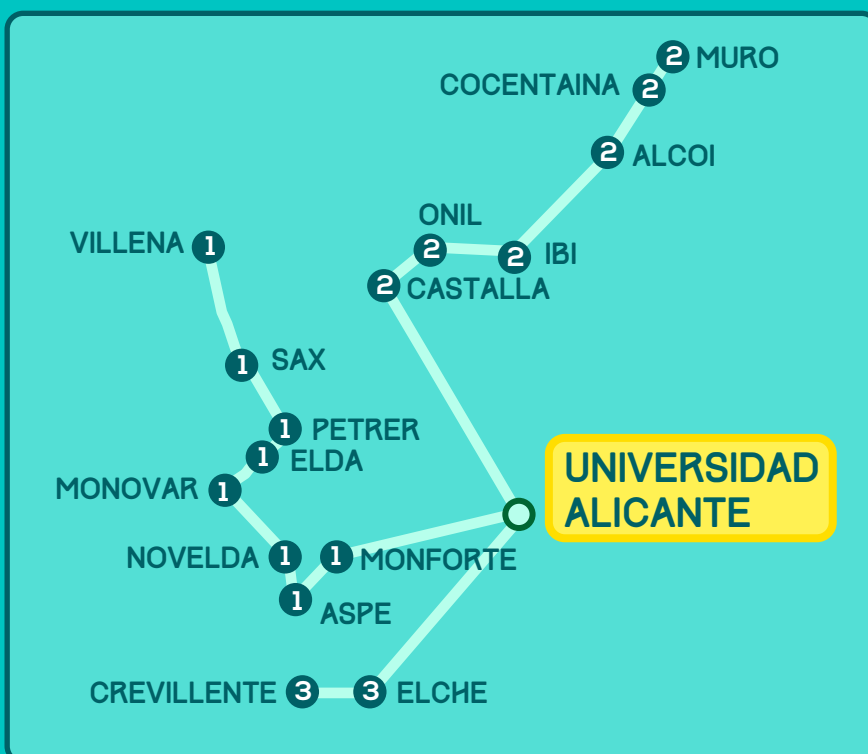 2 MURO
COCENTAINA 2
2 ALCOI
ONIL
2
2 IBI
VILLENA 1
2 CASTALLA
1 SAX
1 PETRER
1 ELDA
MONOVAR 1
UNIVERSIDAD
ALICANTE
NOVELDA 1
1 MONFORTE
1 ASPE
CREVILLENTE 3
3 ELCHE